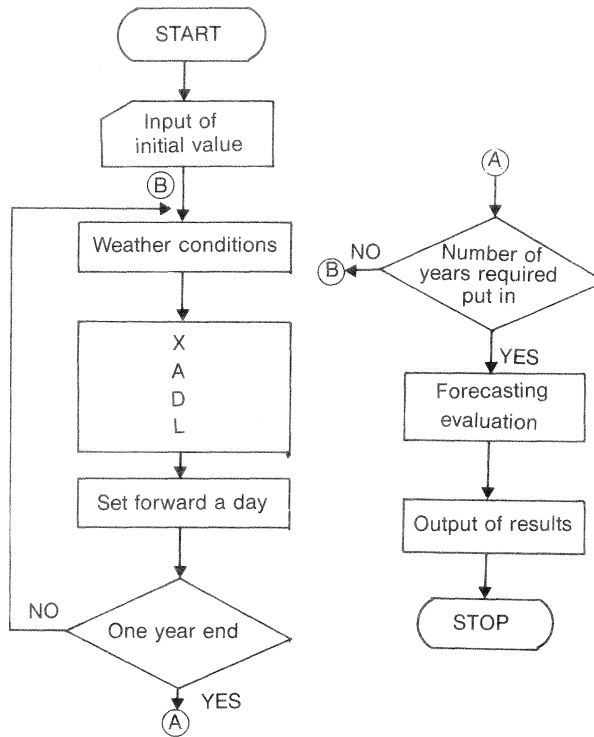 START
Input of
initial value
B
Weather conditions
X
A
D
L
Set forward a day
NO
One year end
YES
A
A
Number of
years required
put in
NO
B
YES
Forecasting
evaluation
Output of results
STOP